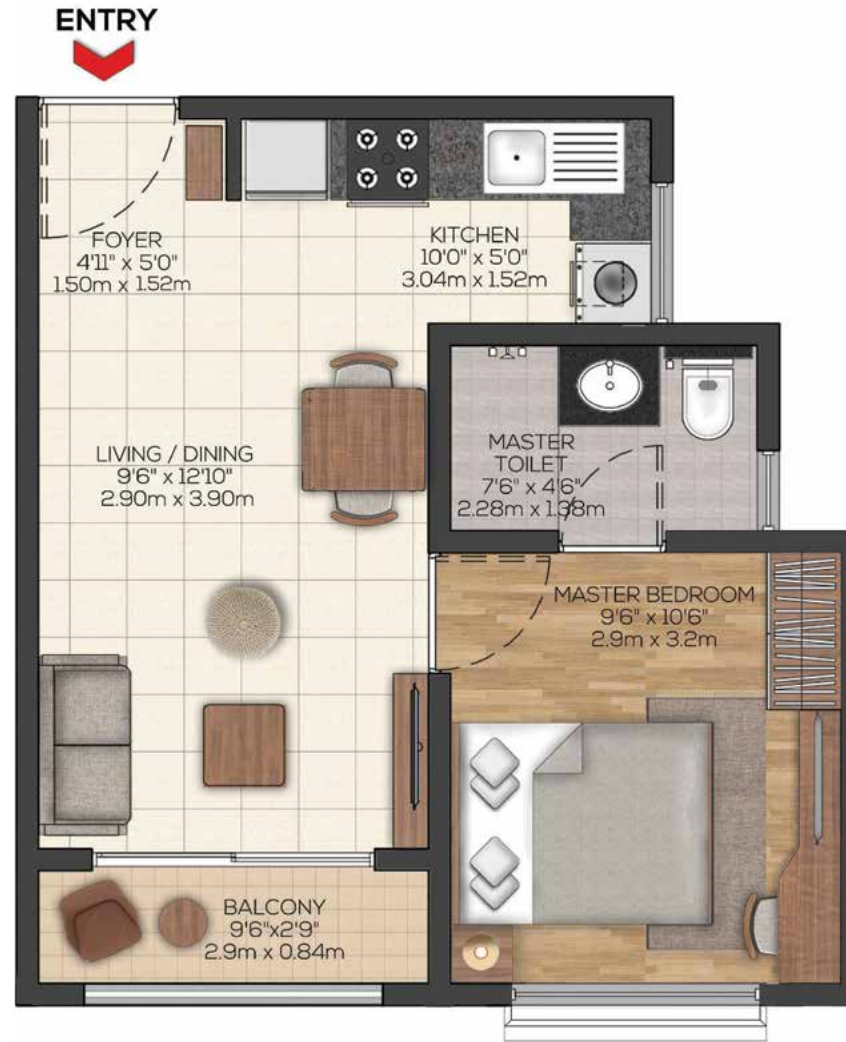 ENTRY
FOYER
4'11" x 5'0"
1.50m x 1.52m
KITCHEN
10'0" x 5'0"
3.04m x 1.52m
LIVING / DINING
9'6" x 12'10"
2.90m x 3.90m
MASTER
TOILET
7'6" x 4'6"
2.28m x 1.38m
MASTER BEDROOM
9'6" x 10'6"
2.9m x 3.2m
BALCONY
9'6"x2'9"
2.9m x 0.84m